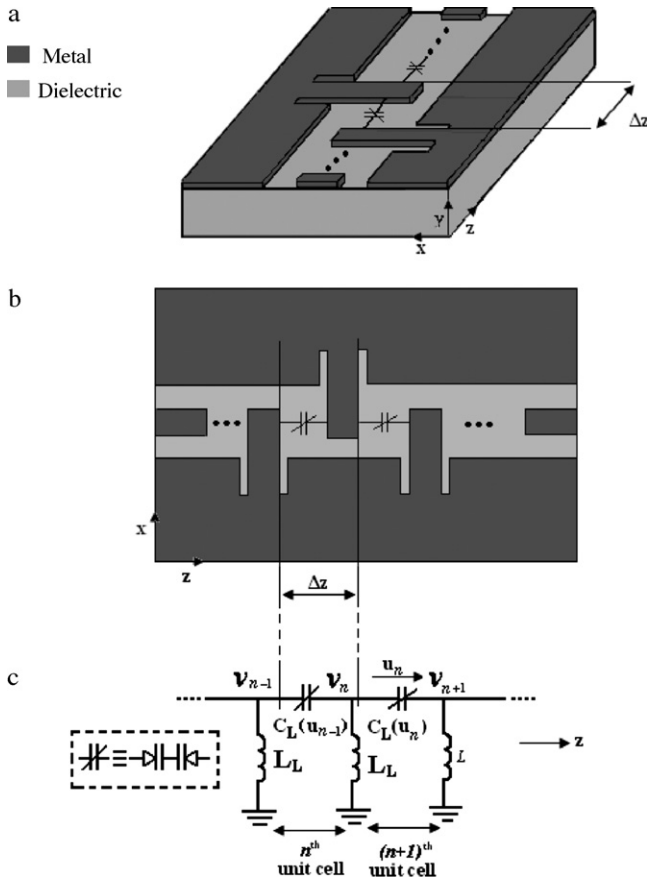 a
Metal
Dielectric
Δz
Y
z
x
b
x
z
Δz
c
v_{n-1}
v_n
u_n
v_{n+1}
C_L(u_{n-1})
C_L(u_n)
L_L
L_L
L
z
n^{th}
unit cell
(n+1)^{th}
unit cell